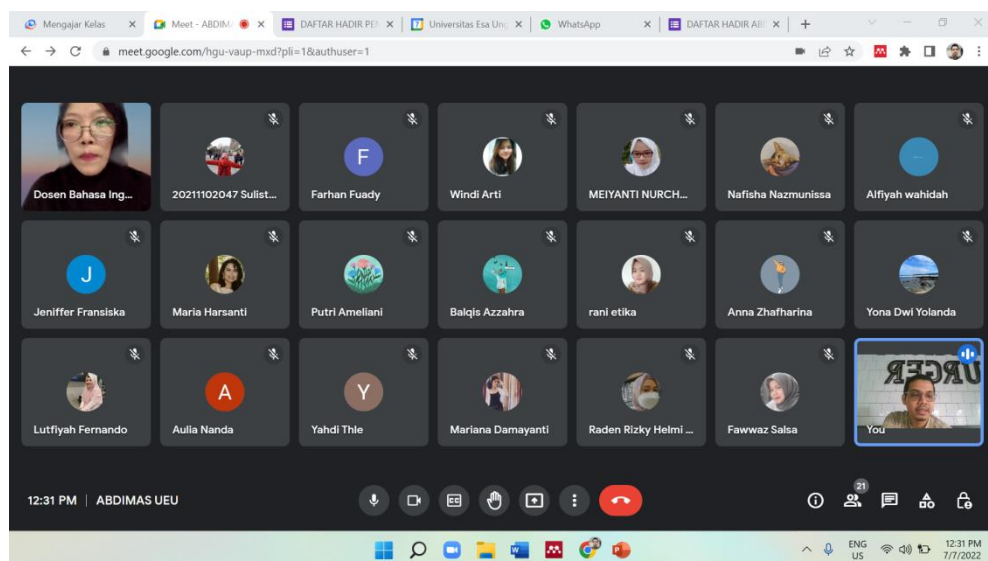 Mengajar Kelas
Meet - ABDIM
DAFTAR HADIR PE
Universitas Esa Un
WhatsApp
DAFTAR HADIR AB
meet.google.com/hgu-vaup-mxd?pli=1&authuser=1
Dosen Bahasa Ing...
20211102047 Sulist...
F
Farhan Fuady
Windi Arti
MEIYANTI NURCH...
Nafisha Nazmunissa
Alfiyah wahidah
J
Jeniffer Fransiska
Maria Harsanti
Putri Ameliani
Balqis Azzahra
rani etika
Anna Zhafharina
Yona Dwi Yolanda
Lutfiyah Fernando
A
Aulia Nanda
Y
Yahdi Thle
Mariana Damayanti
Raden Rizky Helmi ...
Fawwaz Salsa
URGER
You
12:31 PM | ABDIMAS UEU
21
ENG
US
12:31 PM
7/7/2022